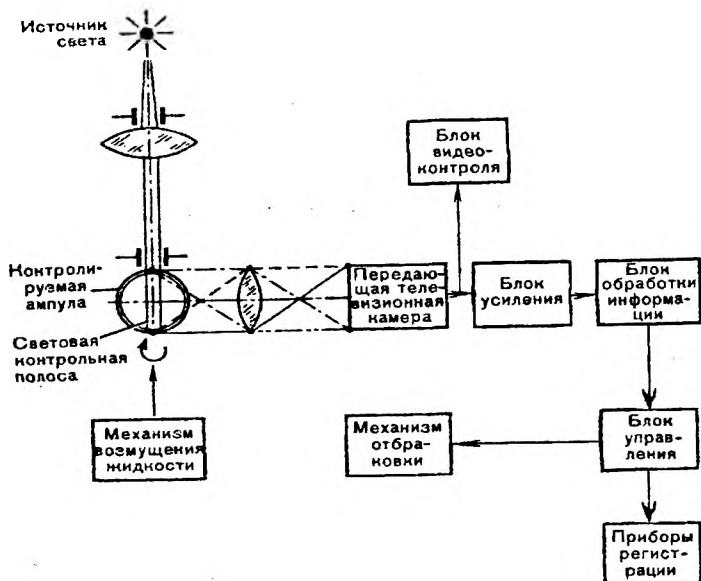 Источник
света
Блок
видео-
контроля
Контроли-
рузмая
ампула
Передаю-
щая теле-
визионная
камера
Блок
усиления
Блок
обработки
информа-
ции
Световая
контрольная
полоса
Механизм
возмущения
жидкости
Механизм
отбра-
ковки
Блок
управ-
ления
Приборы
регист-
рации